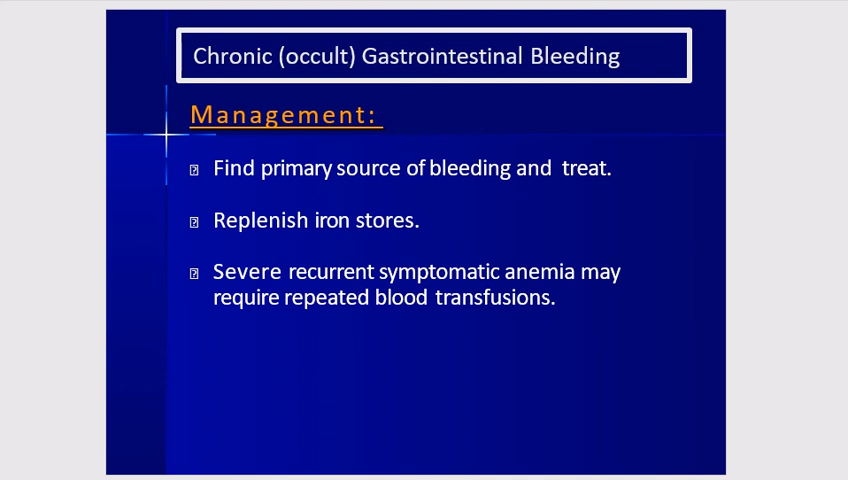 Chronic (occult) Gastrointestinal Bleeding
Management:
Find primary source of bleeding and treat.
Replenish iron stores.
Severe recurrent symptomatic anemia may
require repeated blood transfusions.